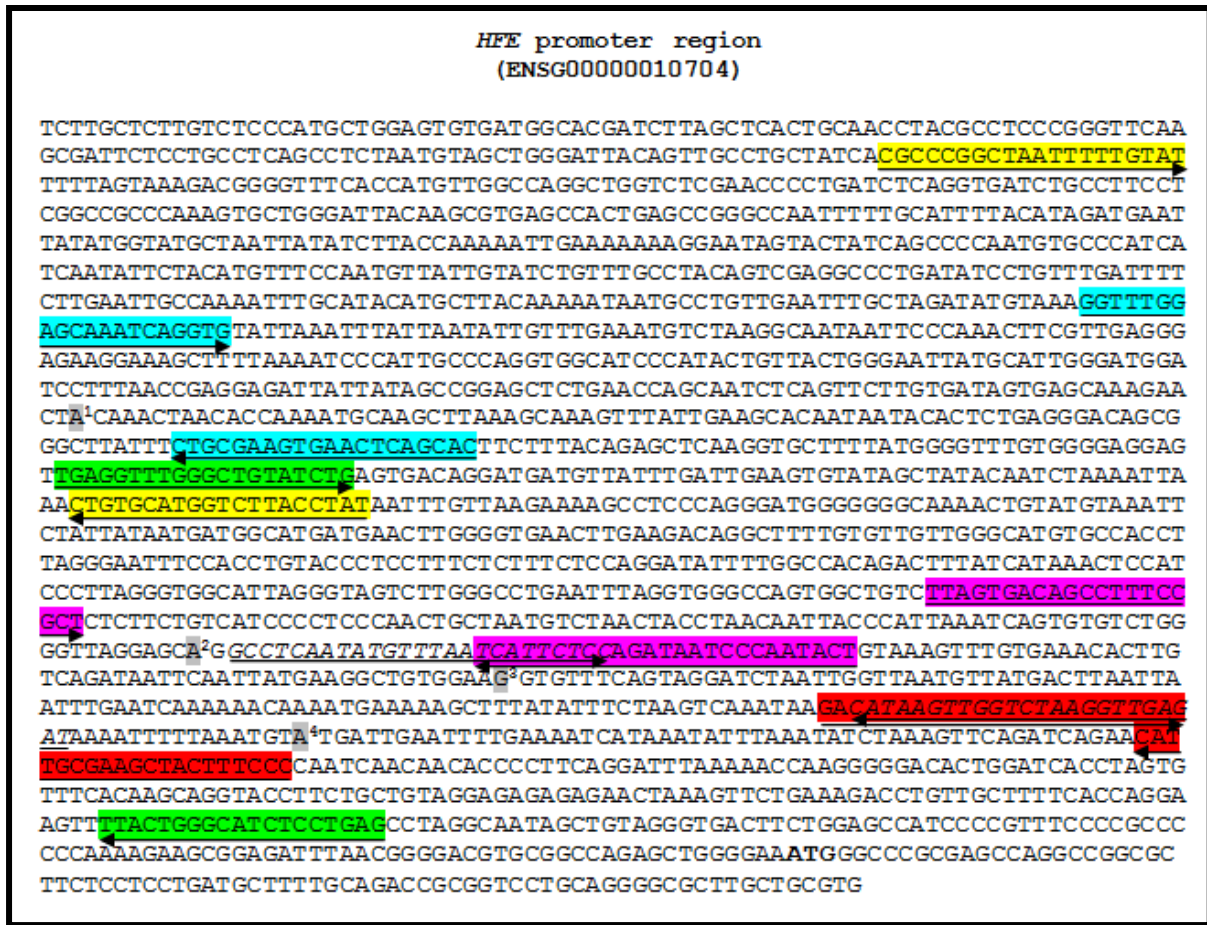 HFE promoter region
(ENSG00000010704)
TCTTGCTCTTGTCTCCCATGCTGGAGTGTGATGGCACGATCTTAGCTCACTGCAACCTACGCCTCCCGGGTTCAA
GCGATTCTCCTGCCTCAGCCTCTAATGTAGCTGGGATTACAGTTGCCTGCTATCACGCCCGGCTAATTTTTGTAT
TTTTAGTAAAGACGGGGTTTCACCATGTTGGCCAGGCTGGTCTCGAACCCCTGATCTCAGGTGATCTGCCTTCCT
CGGCCGCCCAAAGTGCTGGGATTACAAGCGTGAGCCACTGAGCCGGGCCAATTTTTGCATTTTACATAGATGAAT
TATATGGTATGCTAATTATATCTTACCAAAAATTGAAAAAAAGGAATAGTACTATCAGCCCCAATGTGCCCATCA
TCAATATTCTACATGTTTCCAATGTTATTGTATCTGTTTGCCTACAGTCGAGGCCCTGATATCCTGTTTGATTTT
CTTGAATTGCCAAAATTTGCATACATGCTTACAAAAATAATGCCTGTTGAATTTGCTAGATATGTAAAGGTTTGG
AGCAAATCAGGTGTATTAAATTTATTAATATTGTTTGAAATGTCTAAGGCAATAATTCCCAAACTTCGTTGAGGG
AGAAGGAAAGCTTTTAAAATCCCATTGCCCAGGTGGCATCCCATACTGTTACTGGGAATTATGCATTGGGATGGA
TCCTTTAACCGAGGAGATTATTATAGCCGGAGCTCTGAACCAGCAATCTCAGTTCTTGTGATAGTGAGCAAAGAA
CTA¹CAAACTAACACCAAAATGCAAGCTTAAAGCAAAGTTTATTGAAGCACAATAATACACTCTGAGGGACAGCG
GGCTTATTTCTGCGAAGTGAACTCAGCACTTCTTTACAGAGCTCAAGGTGCTTTTATGGGGTTTGTGGGGAGGAG
TTGAGGTTTGGGCTGTATCTGAGTGACAGGATGATGTTATTTGATTGAAGTGTATAGCTATACAATCTAAAATTA
AACTGTGCATGGTCTTACCTATAATTTGTTAAGAAAAGCCTCCCAGGGATGGGGGGGCAAAACTGTATGTAAATT
CTATTATAATGATGGCATGATGAACTTGGGGTGAACTTGAAGACAGGCTTTTGTGTTGTTGGGCATGTGCCACCT
TAGGGAATTTCCACCTGTACCCTCCTTTCTCTTTCTCCAGGATATTTTGGCCACAGACTTTATCATAAACTCCAT
CCCTTAGGGTGGCATTAGGGTAGTCTTGGGCCTGAATTTAGGTGGGCCAGTGGCTGTCTTAGTGACAGCCTTTCC
GCTCTCTTCTGTCATCCCCTCCCAACTGCTAATGTCTAACTACCTAACAATTACCCATTAAATCAGTGTGTCTGG
GGTTAGGAGCA²GGCCTCAATATGTTTAATCATTCTCCAGATAATCCCAATACTGTAAAGTTTGTGAAACACTTG
TCAGATAATTCAATTATGAAGGCTGTGGAAG³GTGTTTCAGTAGGATCTAATTGGTTAATGTTATGACTTAATTA
ATTTGAATCAAAAAACAAAATGAAAAAGCTTTATATTTCTAAGTCAAATAAGACATAAGTTGGTCTAAGGTTGAG
ATAAAATTTTTAAATGTA⁴TGATTGAATTTTGAAAATCATAAATATTTAAATATCTAAAGTTCAGATCAGAACAT
TGCGAAGCTACTTTCCCCAATCAACAACACCCCTTCAGGATTTAAAAACCAAGGGGGACACTGGATCACCTAGTG
TTTCACAAGCAGGTACCTTCTGCTGTAGGAGAGAGAGAACTAAAGTTCTGAAAGACCTGTTGCTTTTCACCAGGA
AGTTTTACTGGGCATCTCCTGAGCCTAGGCAATAGCTGTAGGGTGACTTCTGGAGCCATCCCCGTTTCCCCGCCC
CCCAAAAGAAGCGGAGATTTAACGGGGACGTGCGGCCAGAGCTGGGGAAATGGGCCCGCGAGCCAGGCCGGCGC
TTCTCCTCCTGATGCTTTTGCAGACCGCGGTCCTGCAGGGGCGCTTGCTGCGTG